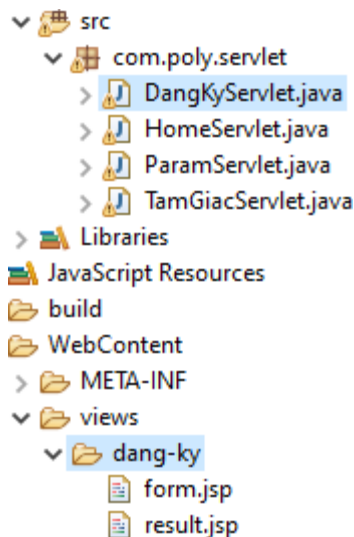 src
com.poly.servlet
DangKyServlet.java
HomeServlet.java
ParamServlet.java
TamGiacServlet.java
Libraries
JavaScript Resources
build
WebContent
META-INF
views
dang-ky
form.jsp
result.jsp